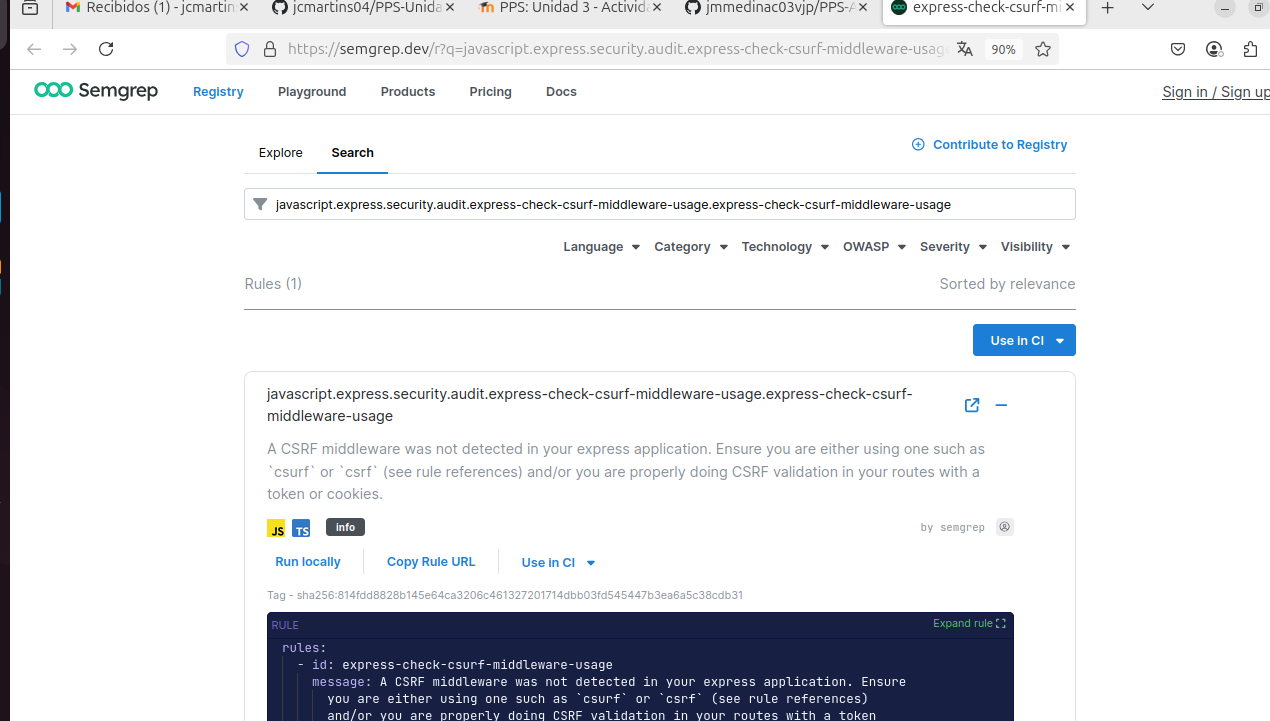 Recibidos (1) - jcmartin
jcmartins04/PPS-Unida
PPS: Unidad 3 - Activida
jmmedinac03vjp/PPS-A
express-check-csurf-mi
https://semgrep.dev/r?q=javascript.express.security.audit.express-check-csurf-middleware-usag
90%
Semgrep
Registry
Playground
Products
Pricing
Docs
Sign in / Sign up
Explore
Search
Contribute to Registry
javascript.express.security.audit.express-check-csurf-middleware-usage.express-check-csurf-middleware-usage
Language
Category
Technology
OWASP
Severity
Visibility
Rules (1)
Sorted by relevance
Use in CI
javascript.express.security.audit.express-check-csurf-middleware-usage.express-check-csurf-
middleware-usage
A CSRF middleware was not detected in your express application. Ensure you are either using one such as
`csurf` or `csrf` (see rule references) and/or you are properly doing CSRF validation in your routes with a
token or cookies.
JS
TS
info
by semgrep
Run locally
Copy Rule URL
Use in CI
Tag - sha256:814fdd8828b145e64ca3206c461327201714dbb03fd545447b3ea6a5c38cdb31
RULE
Expand rule
rules:
- id: express-check-csurf-middleware-usage
message: A CSRF middleware was not detected in your express application. Ensure
you are either using one such as `csurf` or `csrf` (see rule references)
and/or you are properly doing CSRF validation in your routes with a token